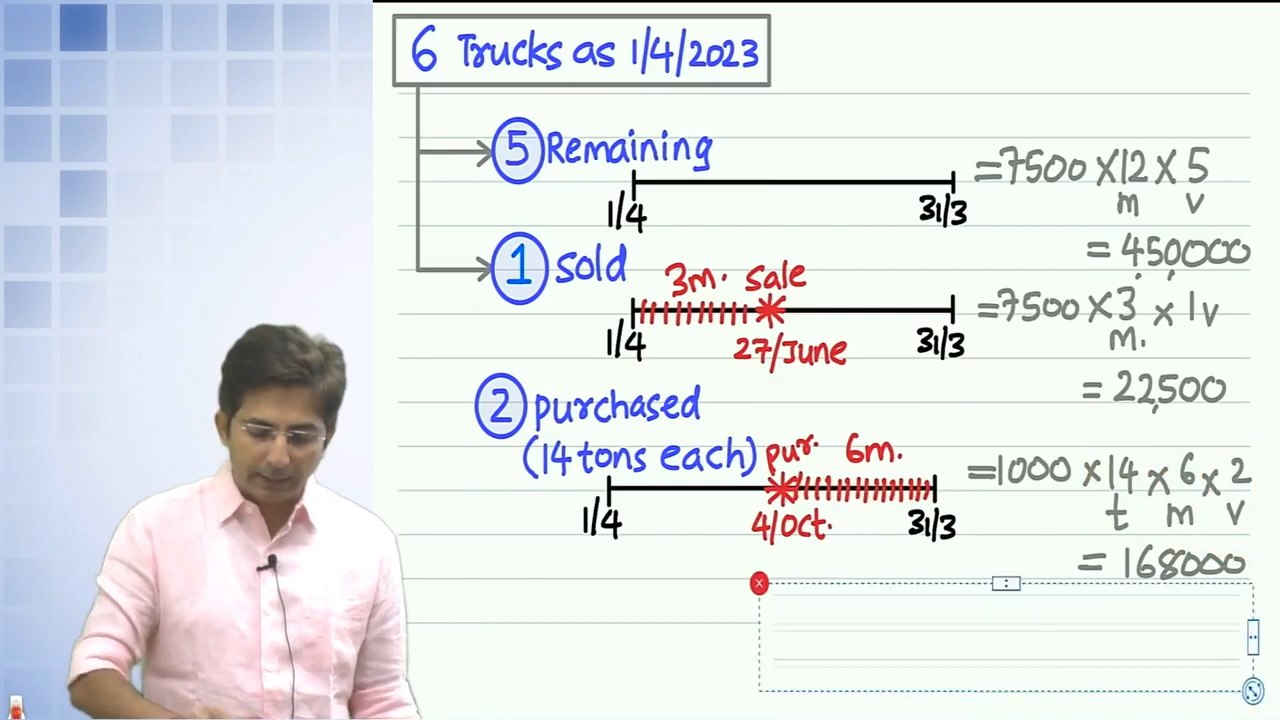 6 Trucks as 1/4/2023
5 Remaining
1/4 31/3
=7500 X 12 X 5
m v
= 450000
1 sold
3m. sale
1/4 27/June 31/3
=7500 X 3 x 1v
m.
= 22,500
2 purchased
(14 tons each)
pur. 6m.
1/4 4/Oct. 31/3
=1000 x 14 x 6 x 2
t m v
= 168000